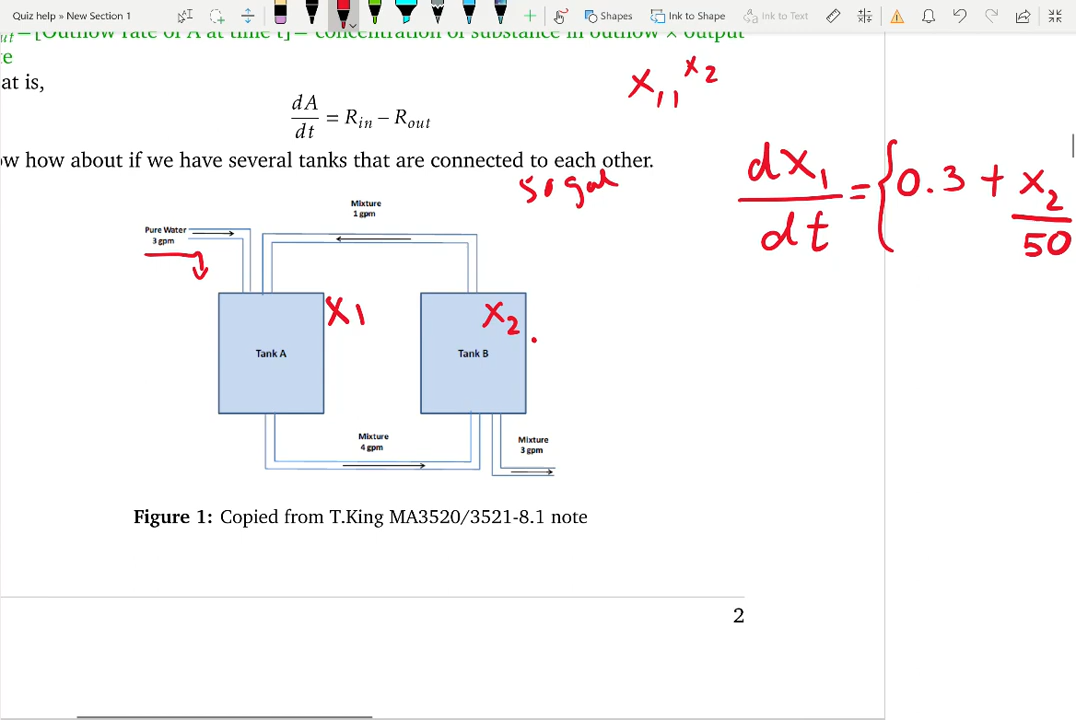 Quiz help » New Section 1
Shapes
Ink to Shape
Ink to Text
ut=[Outflow rate of A at time t]= concentration of substance in outflow × output
e
at is,
dA/dt = R_in − R_out
x₁, x₂
ow how about if we have several tanks that are connected to each other.
50 gal
dx₁/dt = { 0.3 + x₂/50
Mixture
1 gpm
Pure Water
3 gpm
x₁
x₂
Tank A
Tank B
Mixture
4 gpm
Mixture
3 gpm
Figure 1: Copied from T.King MA3520/3521-8.1 note
2